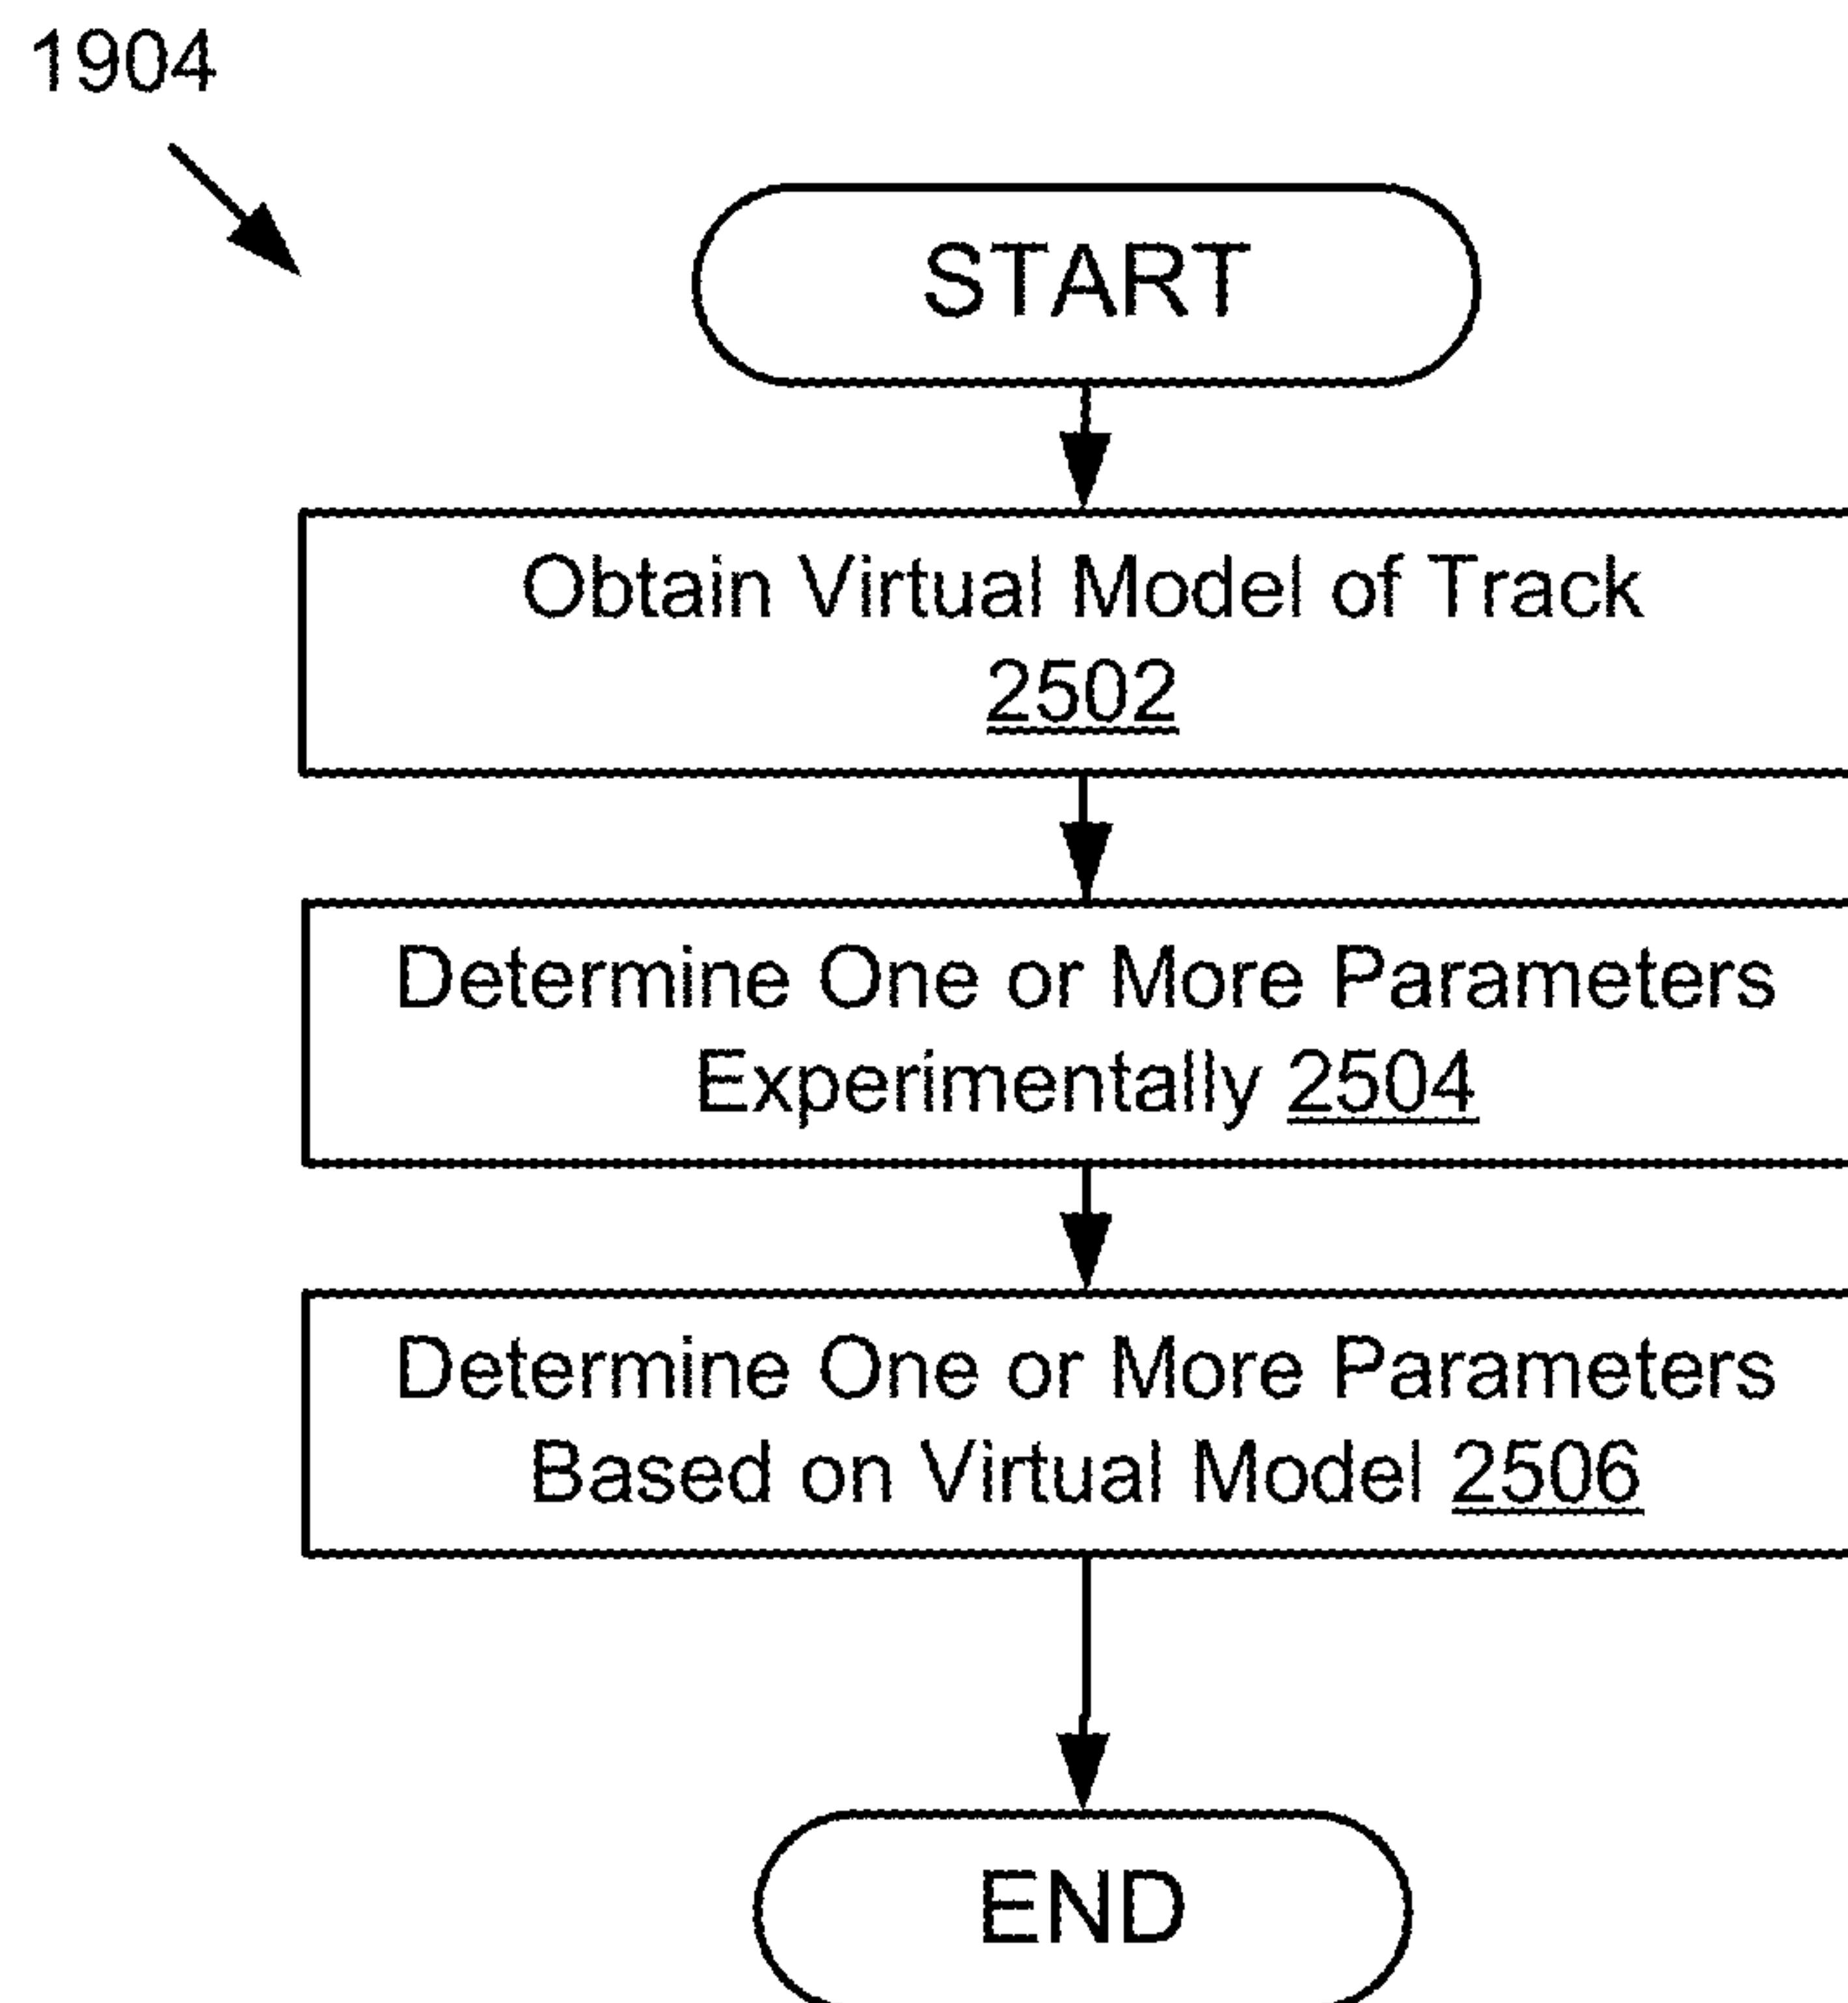 1904
START
Obtain Virtual Model of Track
2502
Determine One or More Parameters
Experimentally 2504
Determine One or More Parameters
Based on Virtual Model 2506
END